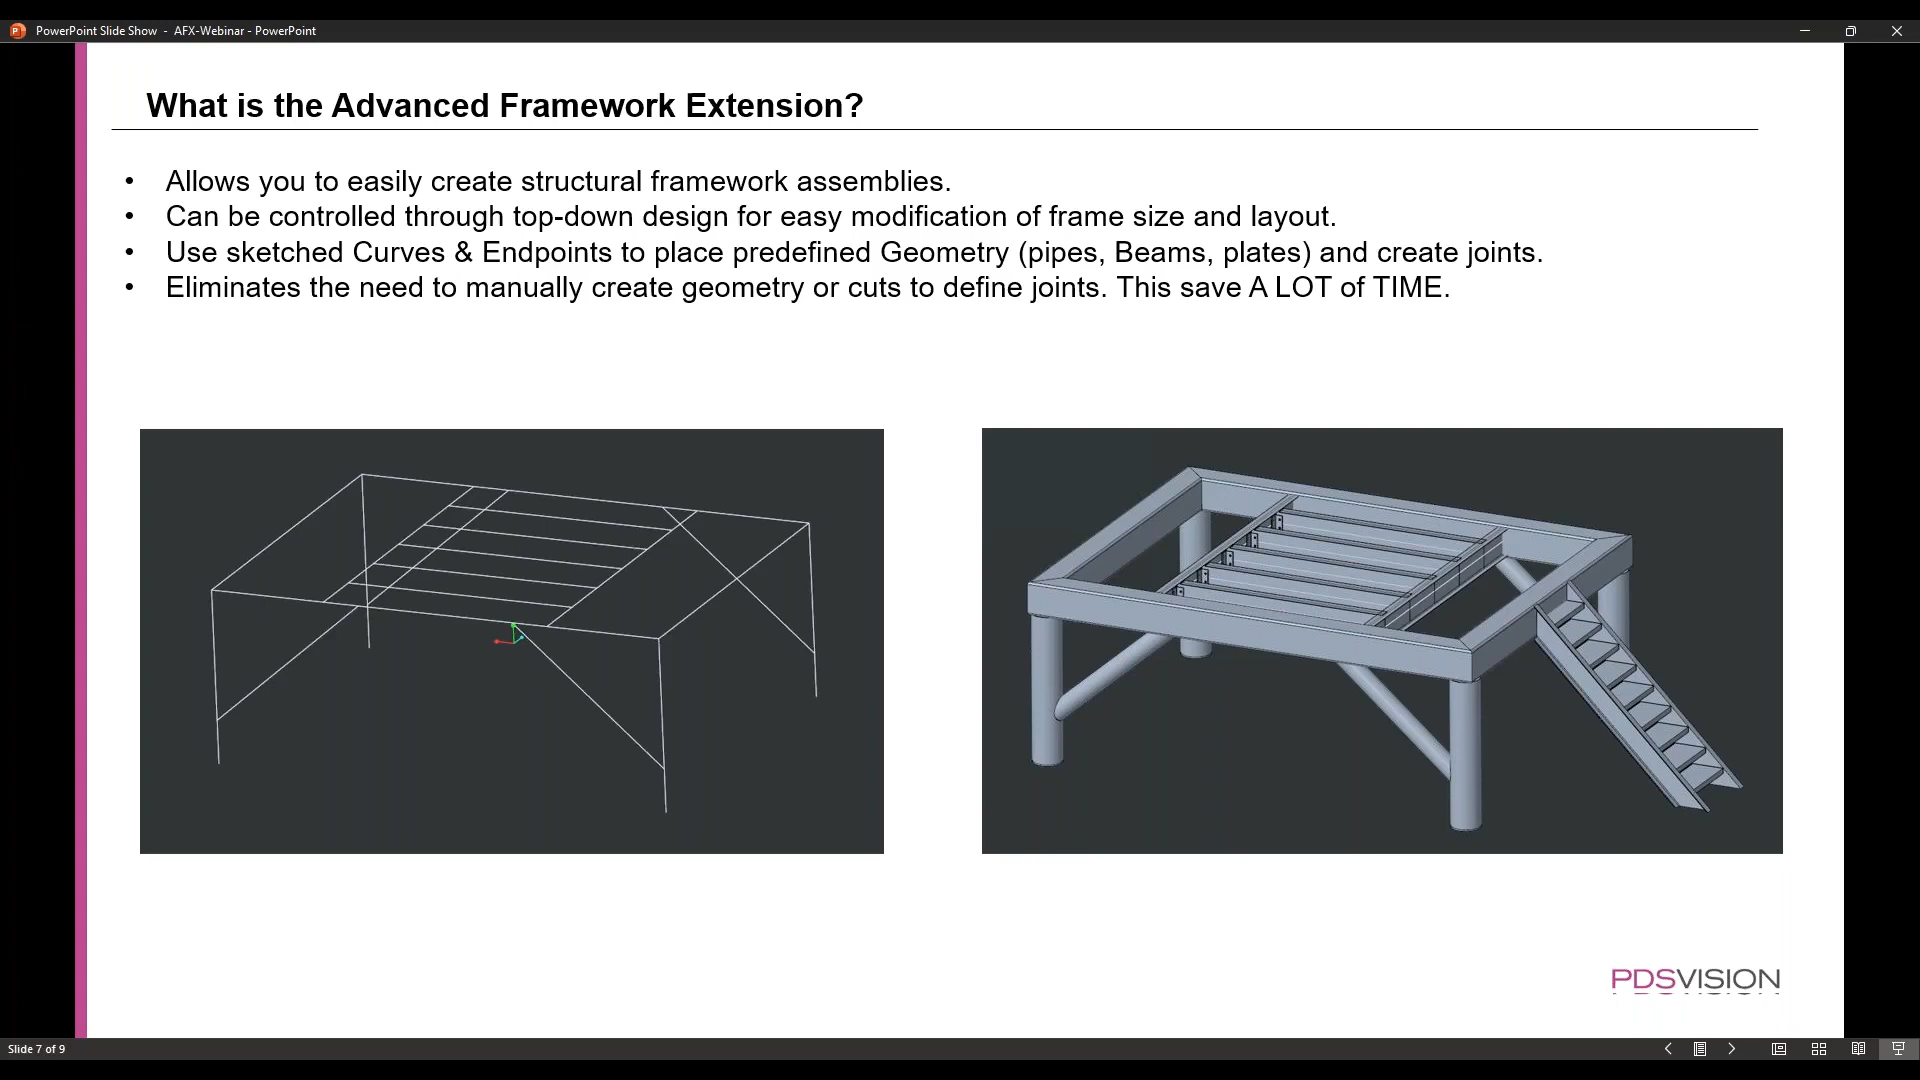 PowerPoint Slide Show - AFX-Webinar - PowerPoint
What is the Advanced Framework Extension?
• Allows you to easily create structural framework assemblies.
• Can be controlled through top-down design for easy modification of frame size and layout.
• Use sketched Curves & Endpoints to place predefined Geometry (pipes, Beams, plates) and create joints.
• Eliminates the need to manually create geometry or cuts to define joints. This save A LOT of TIME.
PDSVISION
Slide 7 of 9